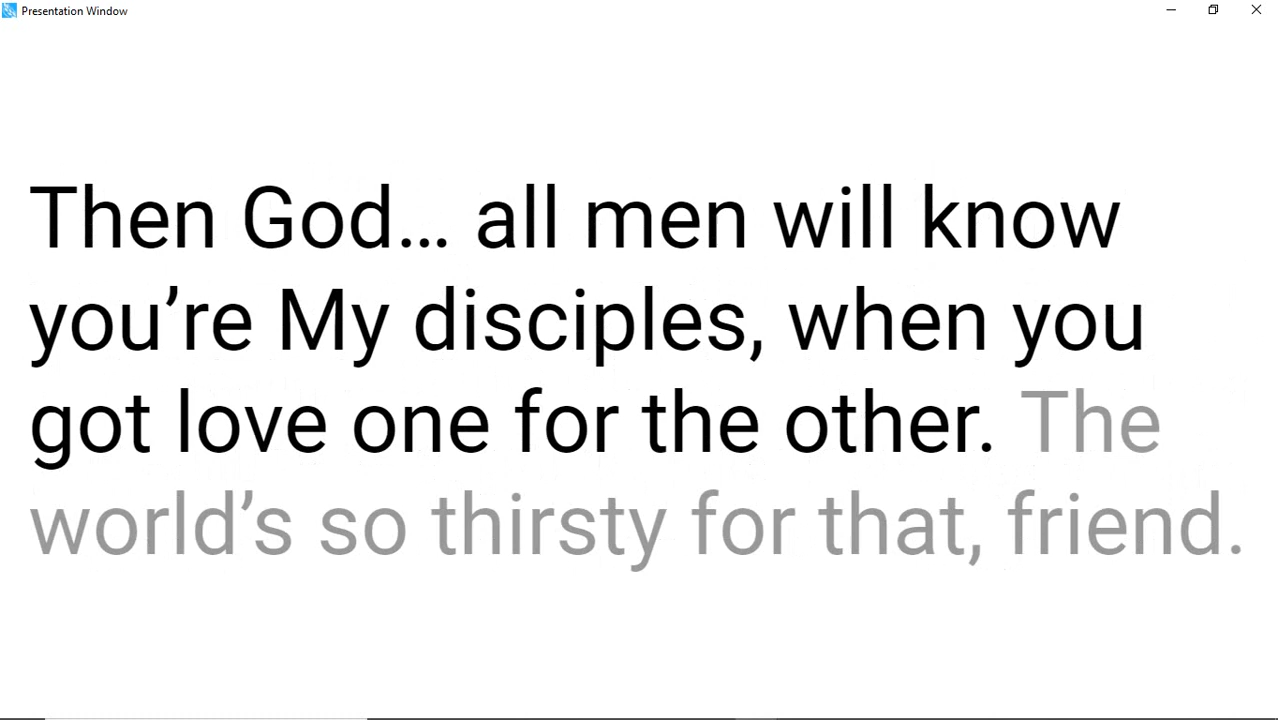 Presentation Window
Then God… all men will know
you’re My disciples, when you
got love one for the other. The
world’s so thirsty for that, friend.